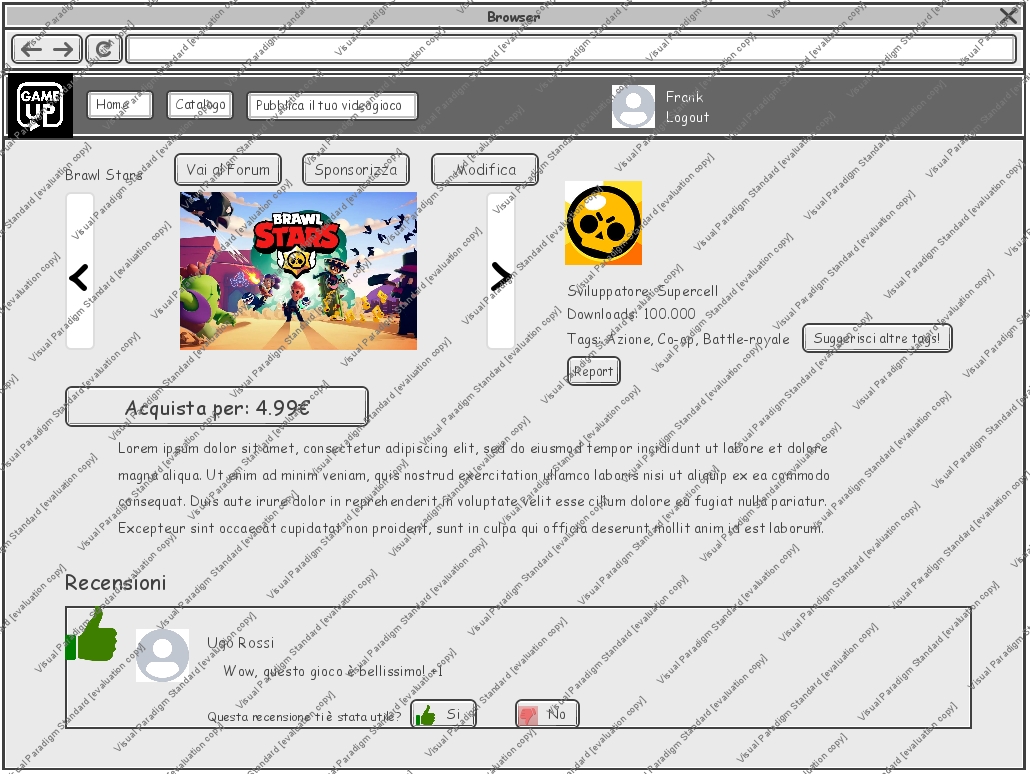 Browser
GAME
UP
Home
Catalogo
Pubblica il tuo videogioco
Frank
Logout
Brawl Stars
Vai al Forum
Sponsorizza
Modifica
BRAWL
STARS
Sviluppatore: Supercell
Downloads: 100.000
Tags: Azione, Co-op, Battle-royale
Suggerisci altre tags!
Report
Acquista per: 4.99€
Lorem ipsum dolor sit amet, consectetur adipiscing elit, sed do eiusmod tempor incididunt ut labore et dolore
magna aliqua. Ut enim ad minim veniam, quis nostrud exercitation ullamco laboris nisi ut aliquip ex ea commodo
consequat. Duis aute irure dolor in reprehenderit in voluptate velit esse cillum dolore eu fugiat nulla pariatur.
Excepteur sint occaecat cupidatat non proident, sunt in culpa qui officia deserunt mollit anim id est laborum.
Recensioni
Ugo Rossi
Wow, questo gioco è bellissimo! +1
Questa recensione ti è stata utile?
Si
No
Visual Paradigm Standard [evaluation copy]